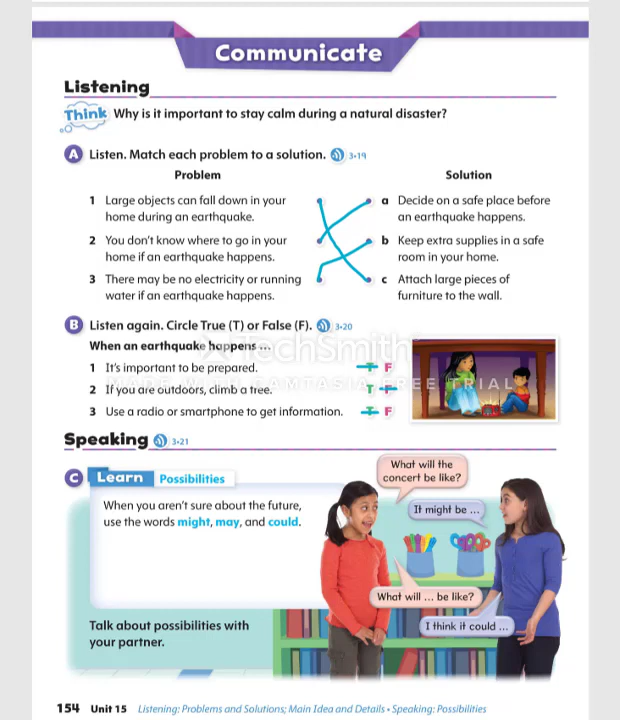 Communicate
Listening
Think Why is it important to stay calm during a natural disaster?
A Listen. Match each problem to a solution. 3•19
Problem
Solution
1 Large objects can fall down in your
home during an earthquake.
a Decide on a safe place before
an earthquake happens.
2 You don't know where to go in your
home if an earthquake happens.
b Keep extra supplies in a safe
room in your home.
3 There may be no electricity or running
water if an earthquake happens.
c Attach large pieces of
furniture to the wall.
B Listen again. Circle True (T) or False (F). 3•20
When an earthquake happens ...
TechSmith
1 It's important to be prepared. T F
MADE WITH CAMTASIA FREE TRIAL
2 If you are outdoors, climb a tree. T F
3 Use a radio or smartphone to get information. T F
Speaking 3•21
C Learn Possibilities
When you aren't sure about the future,
use the words might, may, and could.
What will the
concert be like?
It might be ...
What will ... be like?
I think it could ...
Talk about possibilities with
your partner.
154 Unit 15 Listening: Problems and Solutions; Main Idea and Details • Speaking: Possibilities